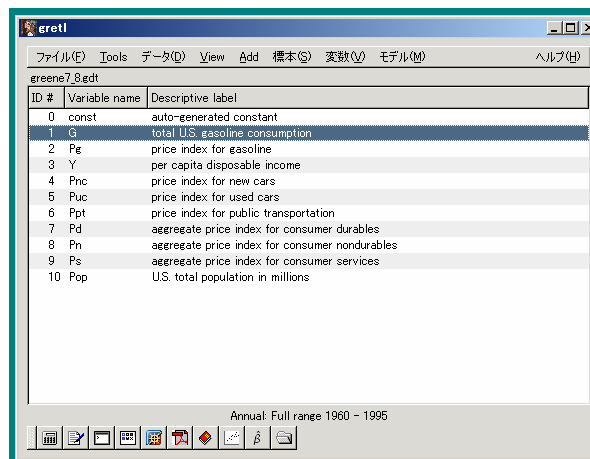 gretl
ファイル(F) Tools データ(D) View Add 標本(S) 変数(V) モデル(M) ヘルプ(H)
greene7_8.gdt
ID # Variable name Descriptive label
0 const auto-generated constant
1 G total U.S. gasoline consumption
2 Pg price index for gasoline
3 Y per capita disposable income
4 Pnc price index for new cars
5 Puc price index for used cars
6 Ppt price index for public transportation
7 Pd aggregate price index for consumer durables
8 Pn aggregate price index for consumer nondurables
9 Ps aggregate price index for consumer services
10 Pop U.S. total population in millions
Annual: Full range 1960 - 1995
β̂